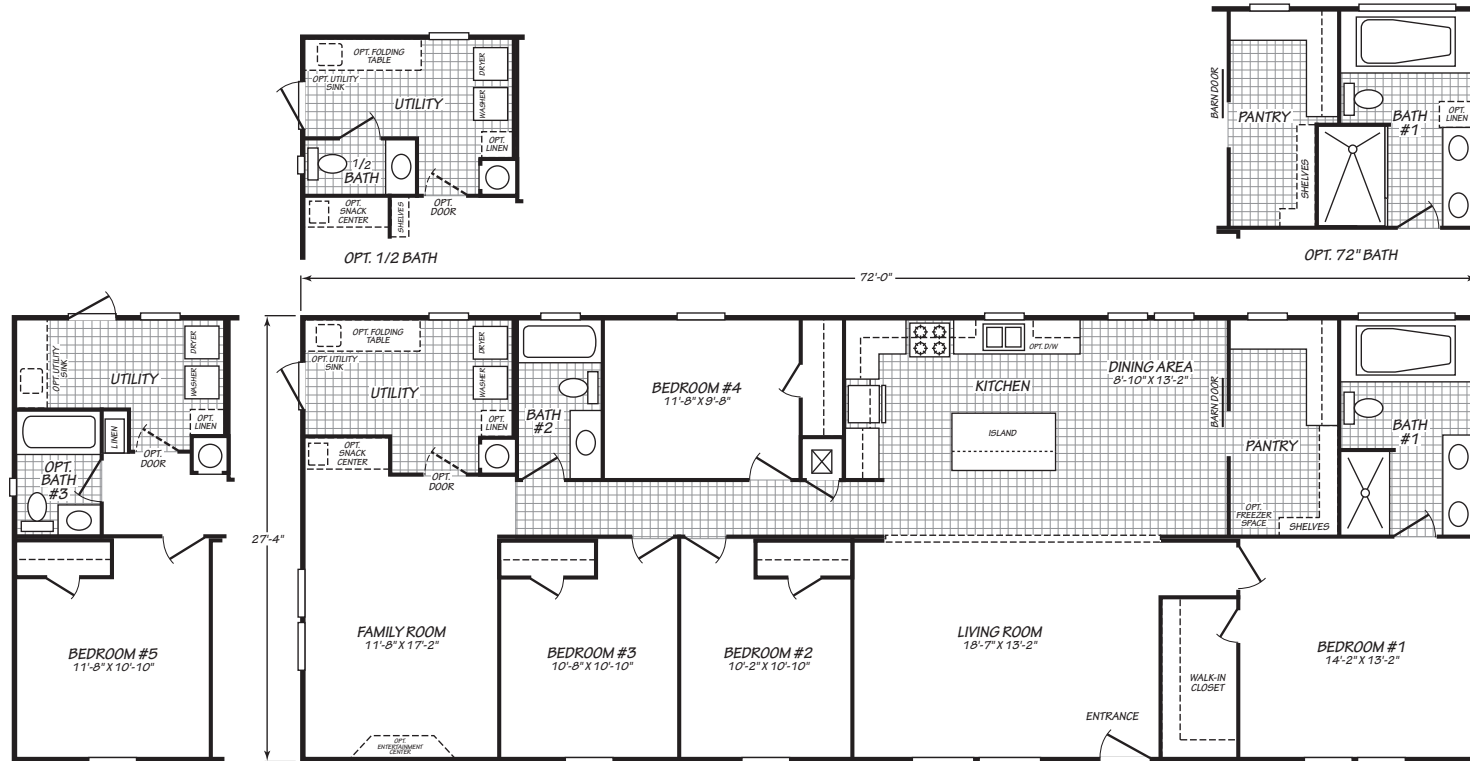 OPT. FOLDING
TABLE
OPT. UTILITY
SINK
UTILITY
DRYER
WASHER
OPT.
LINEN
1/2
BATH
OPT.
SNACK
CENTER
SHELVES
OPT.
DOOR
OPT. 1/2 BATH
BARN DOOR
PANTRY
SHELVES
BATH
#1
OPT.
LINEN
OPT. 72" BATH
72'-0"
27'-4"
OPT UTILITY
SINK
UTILITY
DRYER
WASHER
OPT.
LINEN
LINEN
OPT.
DOOR
OPT.
BATH
#3
BEDROOM #5
11'-8" X 10'-10"
OPT. FOLDING
TABLE
OPT. UTILITY
SINK
UTILITY
DRYER
WASHER
OPT.
LINEN
OPT.
SNACK
CENTER
OPT.
DOOR
BATH
#2
BEDROOM #4
11'-8" X 9'-8"
OPT. D/W
KITCHEN
ISLAND
DINING AREA
8'-10" X 13'-2"
BARN DOOR
PANTRY
OPT.
FREEZER
SPACE
SHELVES
BATH
#1
FAMILY ROOM
11'-8" X 17'-2"
OPT.
ENTERTAINMENT
CENTER
BEDROOM #3
10'-8" X 10'-10"
BEDROOM #2
10'-2" X 10'-10"
LIVING ROOM
18'-7" X 13'-2"
ENTRANCE
WALK-IN
CLOSET
BEDROOM #1
14'-2" X 13'-2"